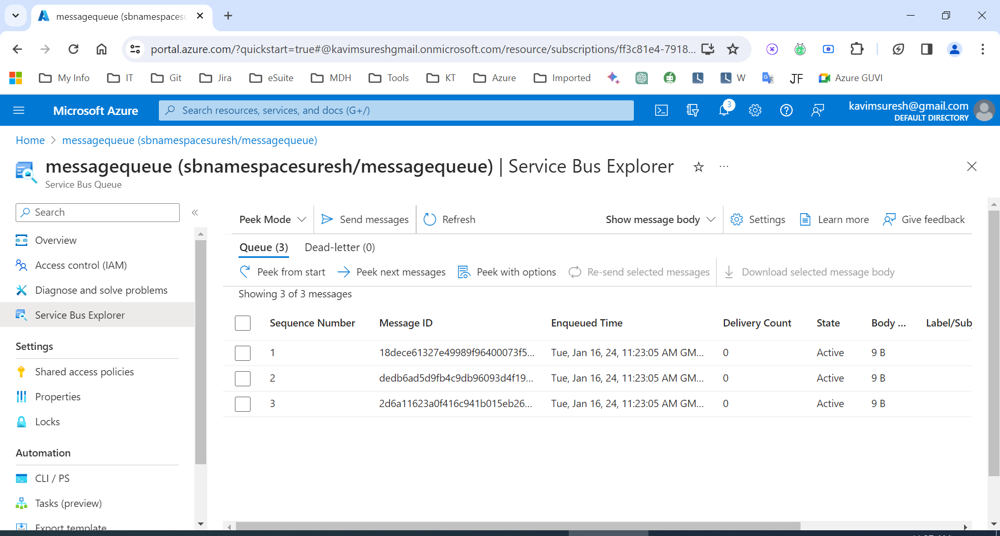 messagequeue (sbnamespacesu
portal.azure.com/?quickstart=true#@kavimsureshgmail.onmicrosoft.com/resource/subscriptions/ff3c81e4-7918...
My Info IT Git Jira eSuite MDH Tools KT Azure Imported W JF Azure GUVI
Microsoft Azure Search resources, services, and docs (G+/) 3 kavimsuresh@gmail.com
DEFAULT DIRECTORY
Home > messagequeue (sbnamespacesuresh/messagequeue)
messagequeue (sbnamespacesuresh/messagequeue) | Service Bus Explorer ...
Service Bus Queue
Search «
Overview
Access control (IAM)
Diagnose and solve problems
Service Bus Explorer
Settings
Shared access policies
Properties
Locks
Automation
CLI / PS
Tasks (preview)
Export template
Peek Mode Send messages Refresh Show message body Settings Learn more Give feedback
Queue (3) Dead-letter (0)
Peek from start Peek next messages Peek with options Re-send selected messages Download selected message body
Showing 3 of 3 messages
Sequence Number Message ID Enqueued Time Delivery Count State Body ... Label/Sub
1 18dece61327e49989f96400073f5... Tue, Jan 16, 24, 11:23:05 AM GM... 0 Active 9 B
2 dedb6ad5d9fb4c9db96093d4f19... Tue, Jan 16, 24, 11:23:05 AM GM... 0 Active 9 B
3 2d6a11623a0f416c941b015eb26... Tue, Jan 16, 24, 11:23:05 AM GM... 0 Active 9 B